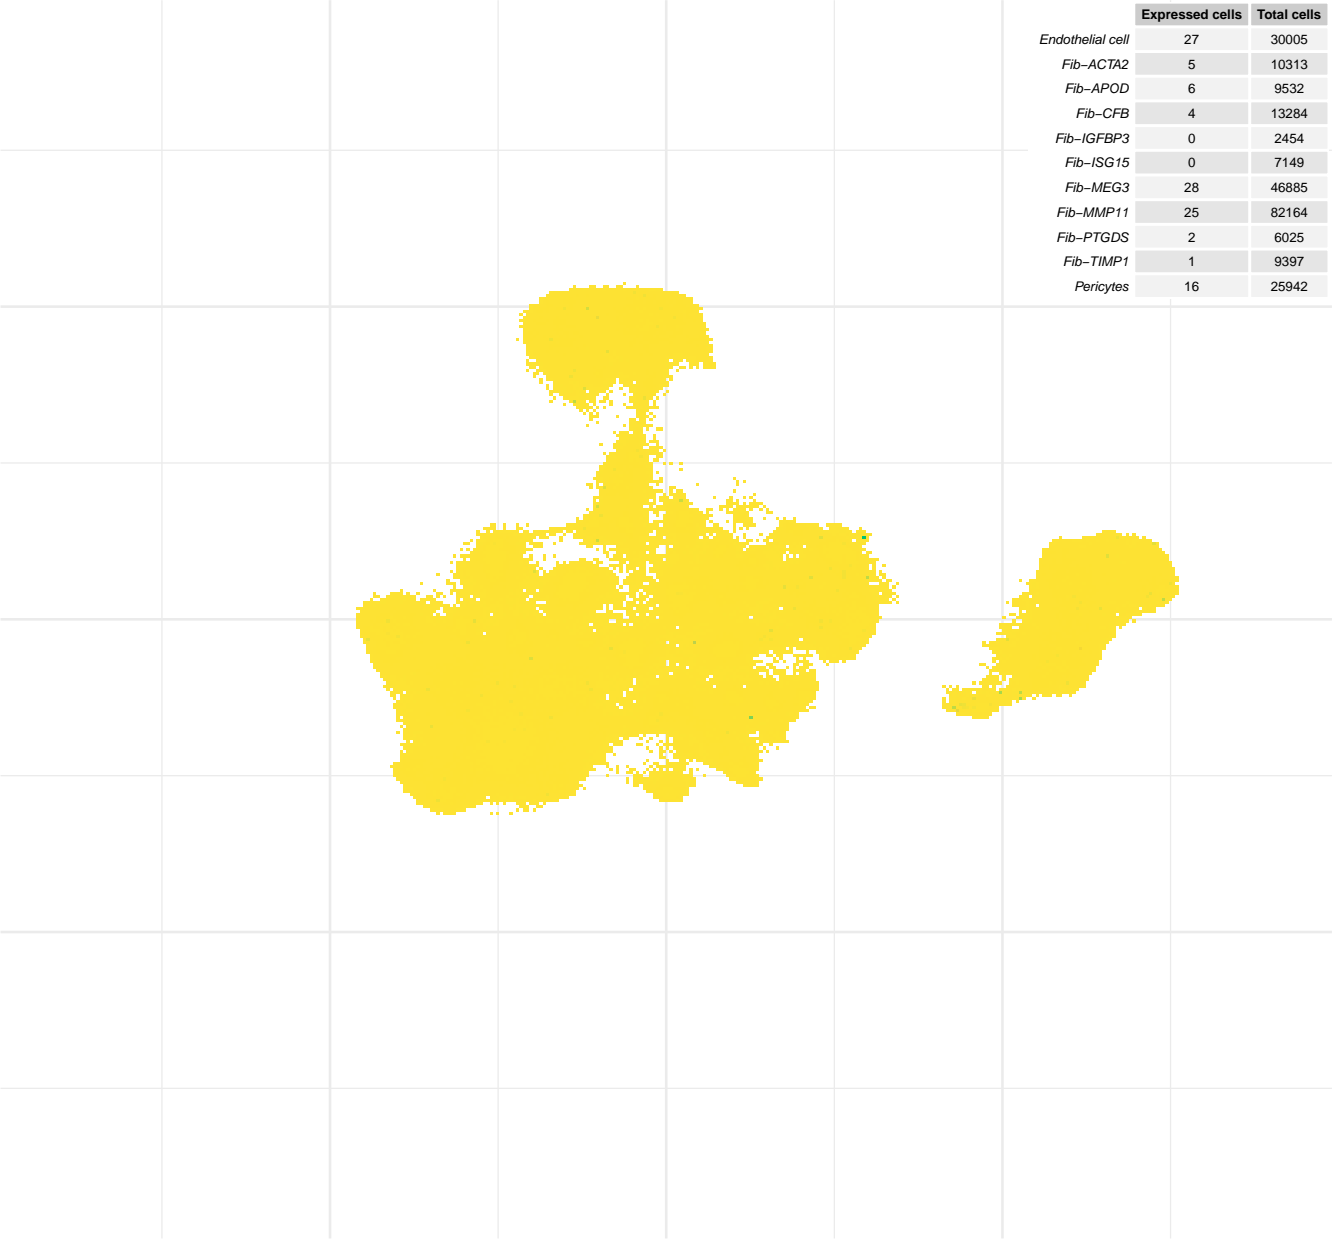 Expressed cells Total cells
Endothelial cell 27 30005
Fib−ACTA2 5 10313
Fib−APOD 6 9532
Fib−CFB 4 13284
Fib−IGFBP3 0 2454
Fib−ISG15 0 7149
Fib−MEG3 28 46885
Fib−MMP11 25 82164
Fib−PTGDS 2 6025
Fib−TIMP1 1 9397
Pericytes 16 25942